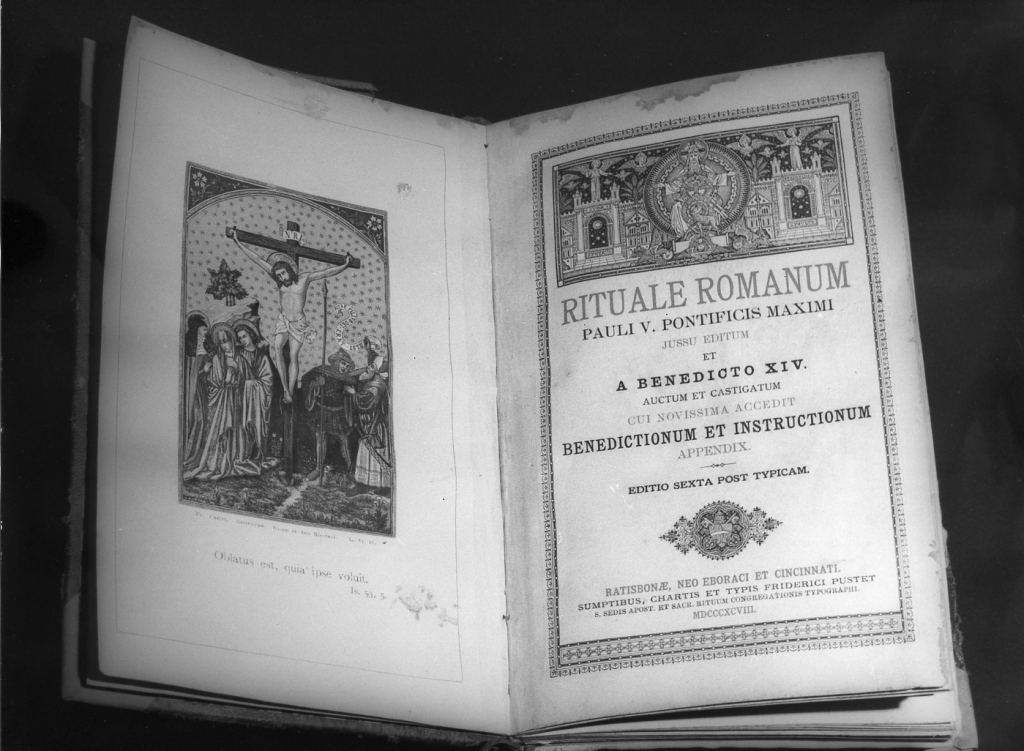 Oblatus est, quia ipse voluit.
Is. 53. 5.
RITUALE ROMANUM
PAULI V. PONTIFICIS MAXIMI
JUSSU EDITUM
ET
A BENEDICTO XIV.
AUCTUM ET CASTIGATUM
CUI NOVISSIMA ACCEDIT
BENEDICTIONUM ET INSTRUCTIONUM
APPENDIX.
EDITIO SEXTA POST TYPICAM.
RATISBONÆ, NEO EBORACI ET CINCINNATI.
SUMPTIBUS, CHARTIS ET TYPIS FRIDERICI PUSTET
S. SEDIS APOST. ET SACR. RITUUM CONGREGATIONIS TYPOGRAPHI.
MDCCCXCVIII.